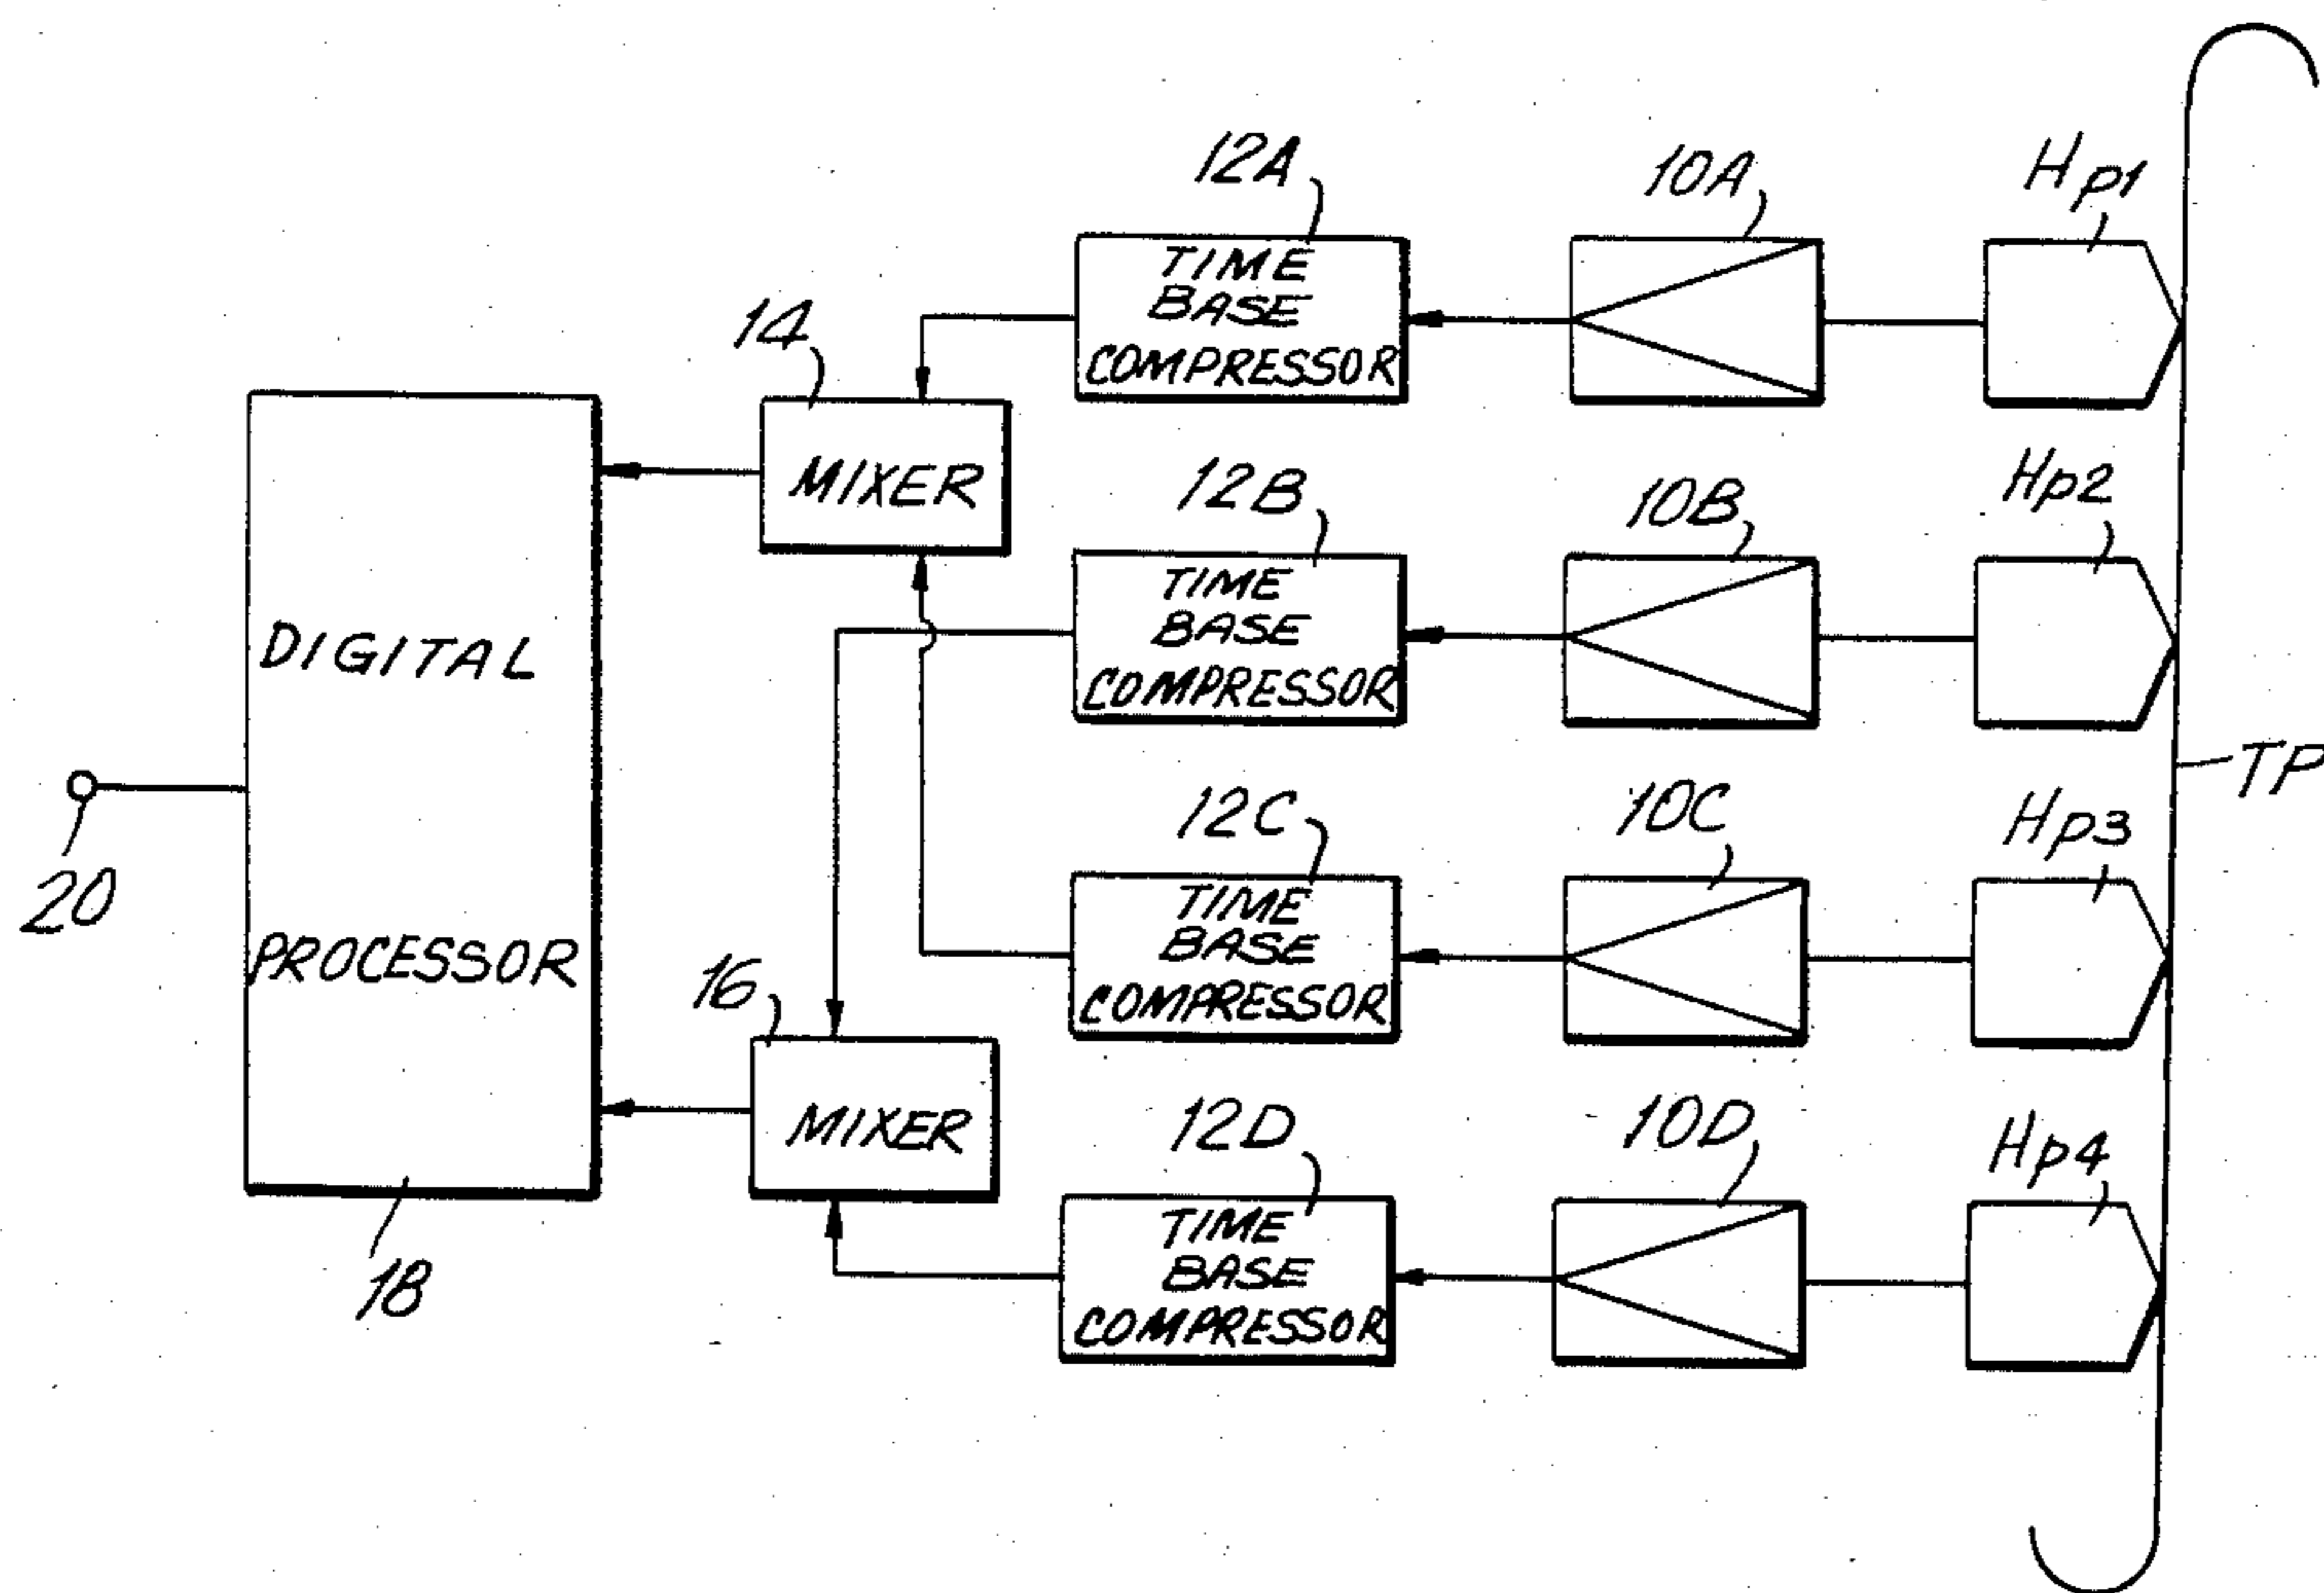 12A
10A
Hp1
TIME
BASE
COMPRESSOR
14
MIXER
12B
10B
Hp2
TIME
BASE
COMPRESSOR
DIGITAL
PROCESSOR
TP
20
12C
10C
Hp3
TIME
BASE
COMPRESSOR
16
MIXER
12D
10D
Hp4
TIME
BASE
COMPRESSOR
18